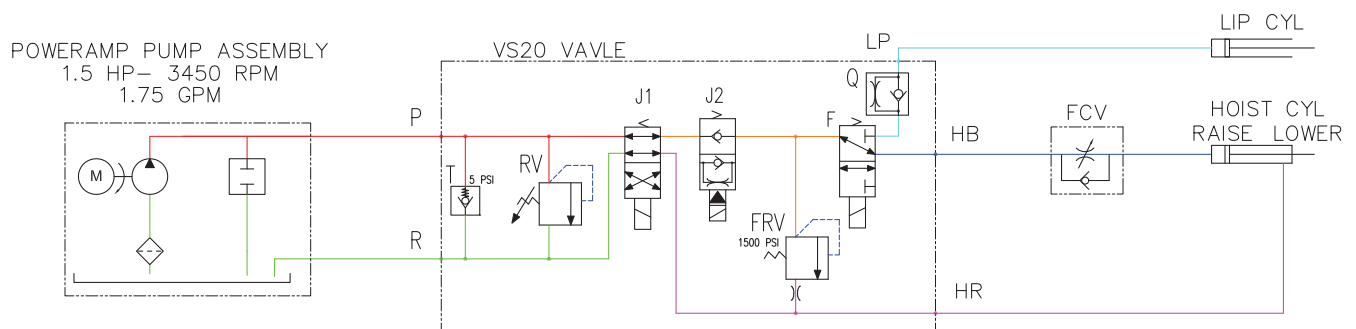 POWERAMP PUMP ASSEMBLY
1.5 HP- 3450 RPM
1.75 GPM
M
VS20 VAVLE
P
T
5 PSI
RV
R
J1
J2
F
Q
LP
FRV
1500 PSI
HB
HR
FCV
LIP CYL
HOIST CYL
RAISE LOWER